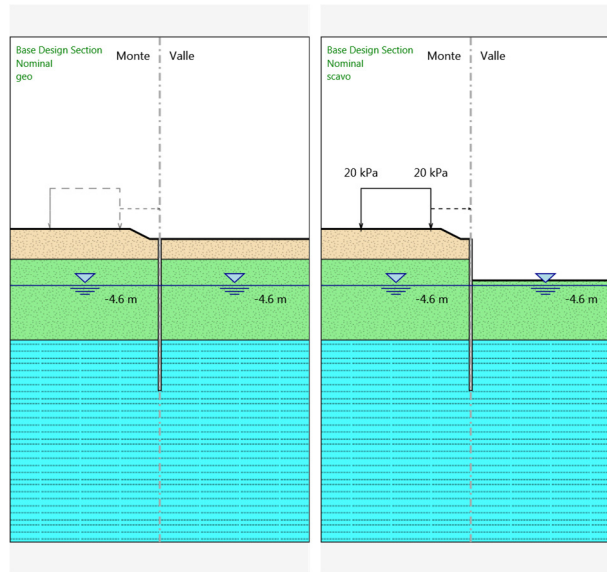 Base Design Section
Nominal
geo
Monte
Valle
-4.6 m
-4.6 m
Base Design Section
Nominal
scavo
Monte
Valle
20 kPa
20 kPa
-4.6 m
-4.6 m